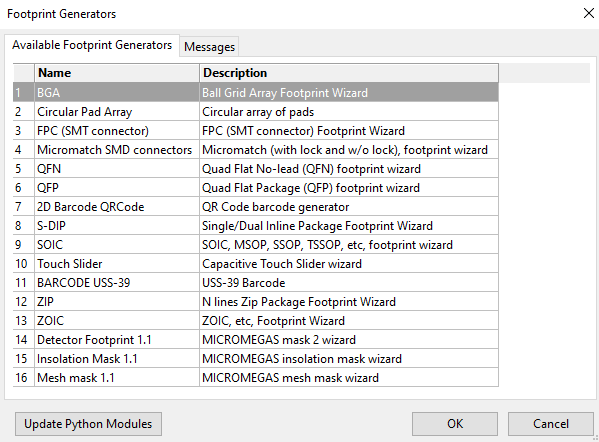 Footprint Generators
Available Footprint Generators Messages
Name Description
1 BGA Ball Grid Array Footprint Wizard
2 Circular Pad Array Circular array of pads
3 FPC (SMT connector) FPC (SMT connector) Footprint Wizard
4 Micromatch SMD connectors Micromatch (with lock and w/o lock), footprint wizard
5 QFN Quad Flat No-lead (QFN) footprint wizard
6 QFP Quad Flat Package (QFP) footprint wizard
7 2D Barcode QRCode QR Code barcode generator
8 S-DIP Single/Dual Inline Package Footprint Wizard
9 SOIC SOIC, MSOP, SSOP, TSSOP, etc, footprint wizard
10 Touch Slider Capacitive Touch Slider wizard
11 BARCODE USS-39 USS-39 Barcode
12 ZIP N lines Zip Package Footprint Wizard
13 ZOIC ZOIC, etc, Footprint Wizard
14 Detector Footprint 1.1 MICROMEGAS mask 2 wizard
15 Insolation Mask 1.1 MICROMEGAS insolation mask wizard
16 Mesh mask 1.1 MICROMEGAS mesh mask wizard
Update Python Modules OK Cancel